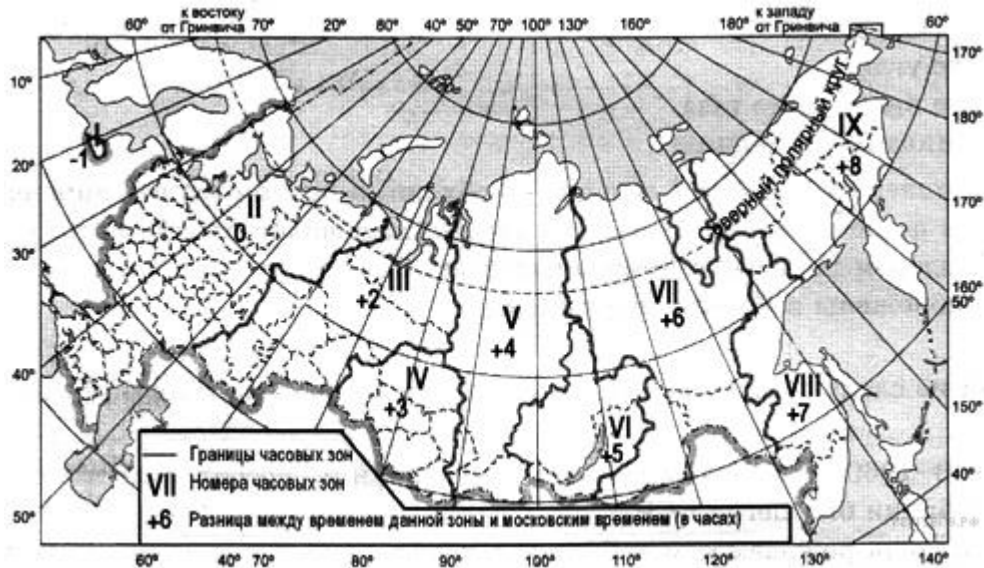 к востоку от Гринвича
к западу от Гринвича
60° 70° 20° 80° 40° 50° 70° 100° 130° 160° 180° 60°
170°
10°
180°
20°
170°
30°
160°
150°
40°
150°
50°
40°
Северный полярный круг
I
-1
II
0
III
+2
IV
+3
V
+4
VI
+5
VII
+6
VIII
+7
IX
+8
Границы часовых зон
VII Номера часовых зон
+6 Разница между временем данной зоны и московским временем (в часах)
60° 40° 70° 80° 90° 100° 110° 120° 130° 140°